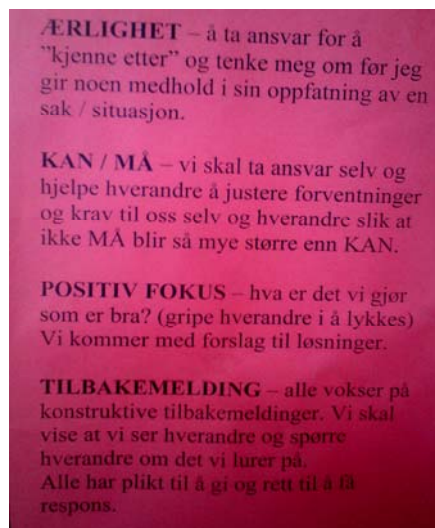 ÆRLIGHET – å ta ansvar for å
”kjenne etter” og tenke meg om før jeg
gir noen medhold i sin oppfatning av en
sak / situasjon.
KAN / MÅ – vi skal ta ansvar selv og
hjelpe hverandre å justere forventninger
og krav til oss selv og hverandre slik at
ikke MÅ blir så mye større enn KAN.
POSITIV FOKUS – hva er det vi gjør
som er bra? (gripe hverandre i å lykkes)
Vi kommer med forslag til løsninger.
TILBAKEMELDING – alle vokser på
konstruktive tilbakemeldinger. Vi skal
vise at vi ser hverandre og spørre
hverandre om det vi lurer på.
Alle har plikt til å gi og rett til å få
respons.